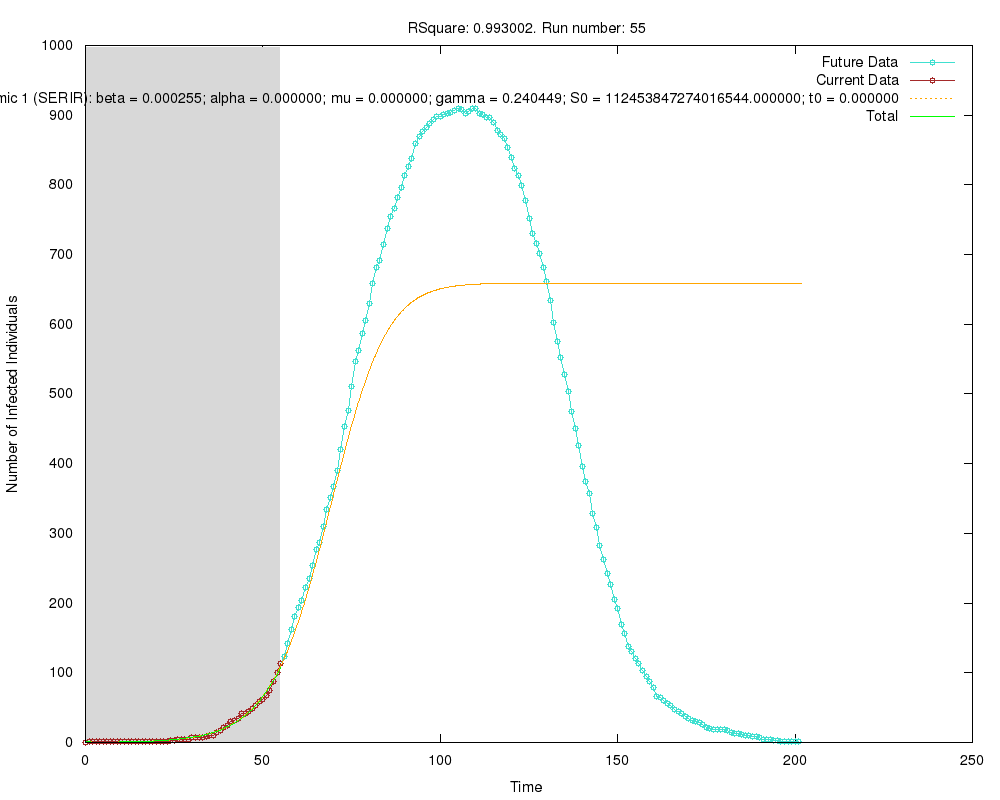 RSquare: 0.993002. Run number: 55
1000
900
800
700
600
500
400
300
200
100
0
Number of Infected Individuals
Future Data
Current Data
mic 1 (SERIR): beta = 0.000255; alpha = 0.000000; mu = 0.000000; gamma = 0.240449; S0 = 112453847274016544.000000; t0 = 0.000000
Total
0 50 100 150 200 250
Time